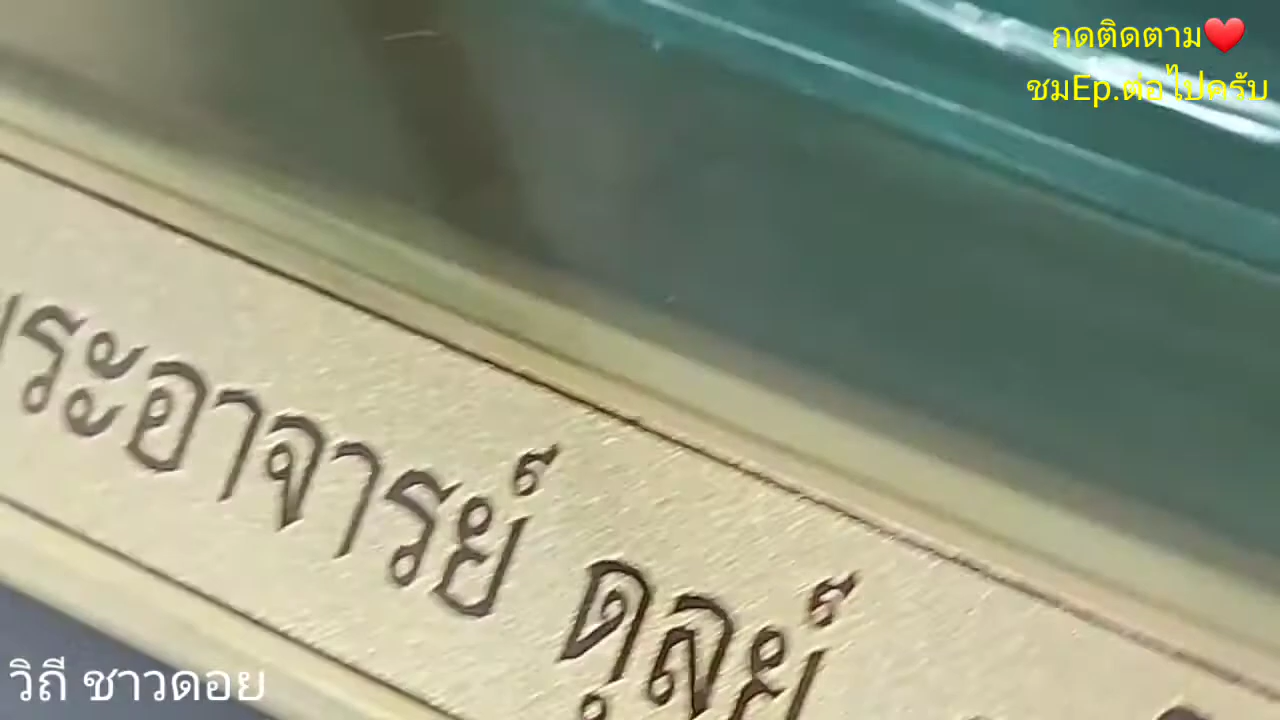 กดติดตาม❤️
ชมEp.ต่อไปครับ
พระอาจารย์ ดุลย์
วิถี ชาวดอย